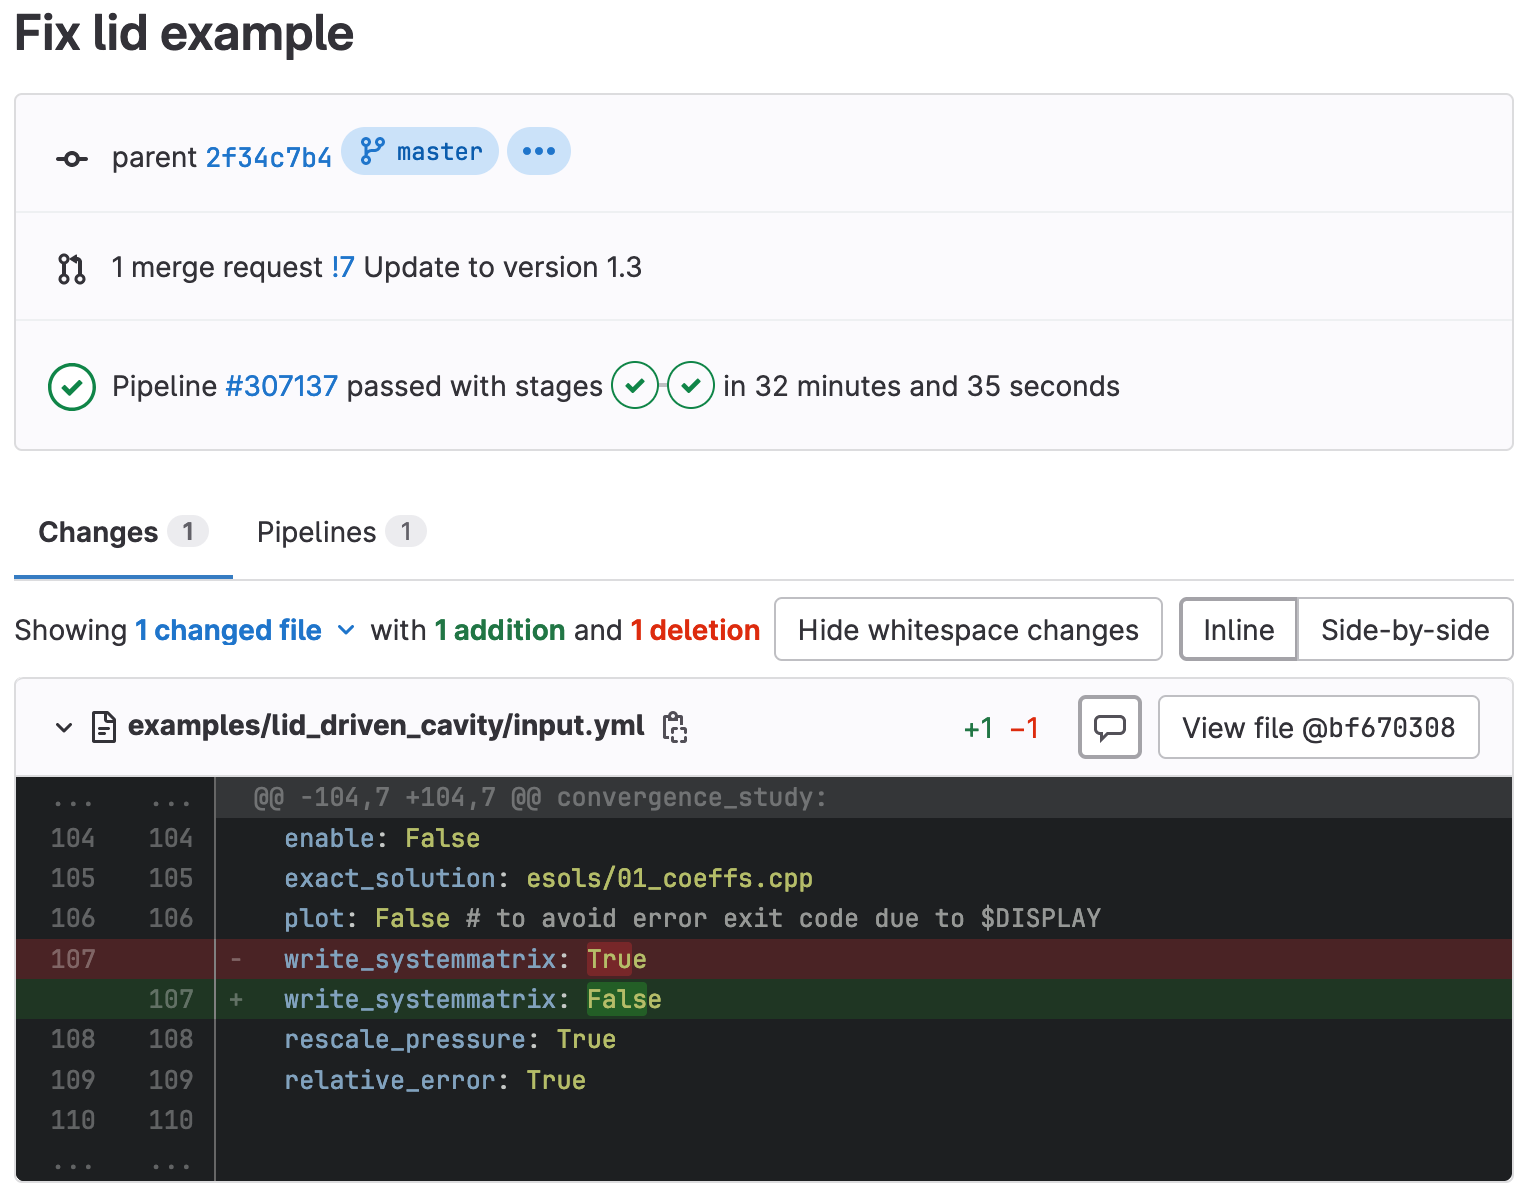 Fix lid example
parent 2f34c7b4 master •••
1 merge request !7 Update to version 1.3
Pipeline #307137 passed with stages in 32 minutes and 35 seconds
Changes 1 Pipelines 1
Showing 1 changed file with 1 addition and 1 deletion Hide whitespace changes Inline Side-by-side
examples/lid_driven_cavity/input.yml +1 −1 View file @bf670308
... ... @@ -104,7 +104,7 @@ convergence_study:
104 104 enable: False
105 105 exact_solution: esols/01_coeffs.cpp
106 106 plot: False # to avoid error exit code due to $DISPLAY
107 - write_systemmatrix: True
107 + write_systemmatrix: False
108 108 rescale_pressure: True
109 109 relative_error: True
110 110
... ...